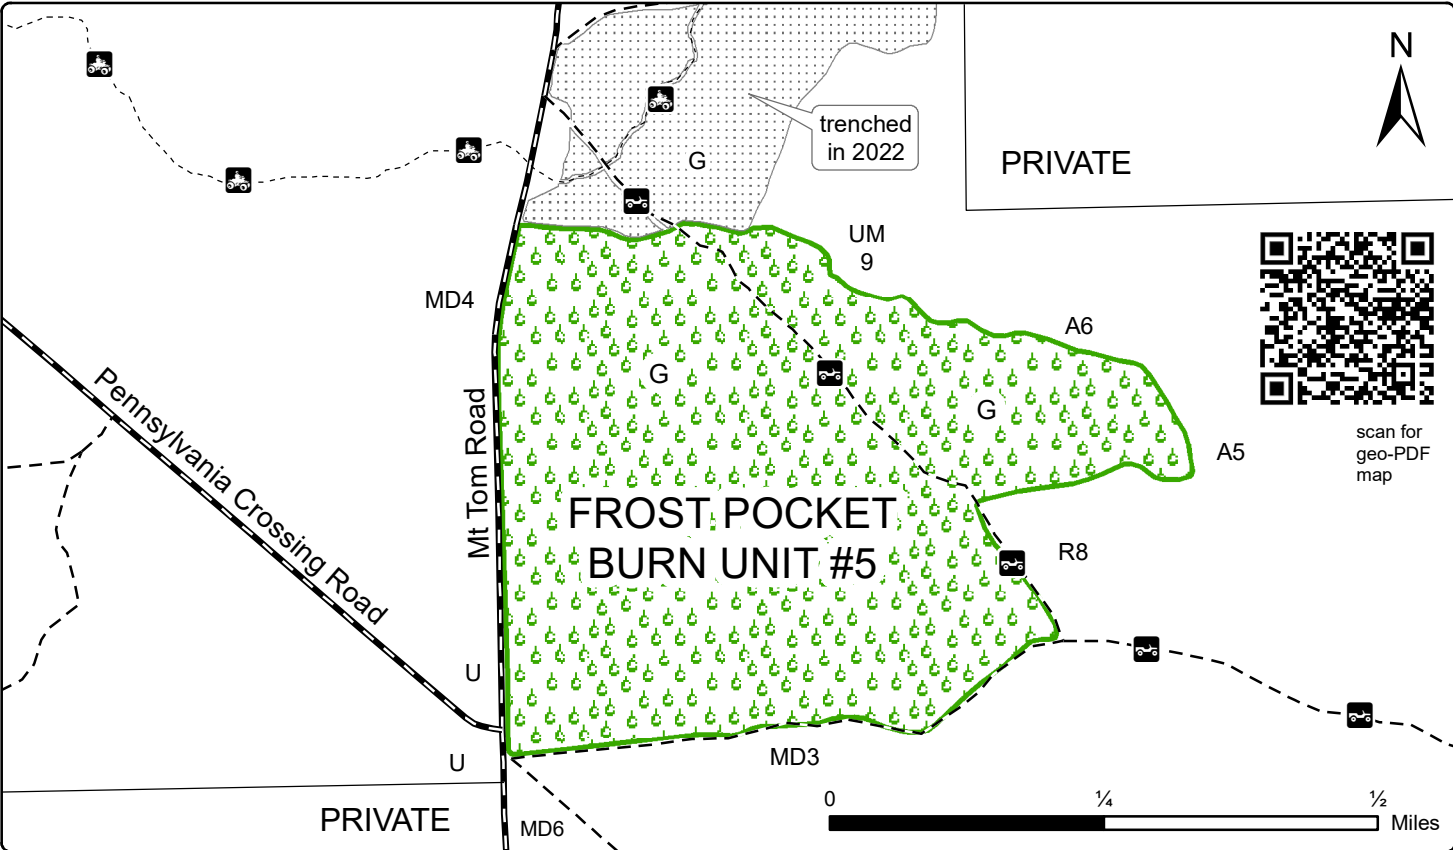 N
trenched
in 2022
G
PRIVATE
UM
9
MD4
A6
G
G
Pennsylvania Crossing Road
Mt Tom Road
scan for
geo-PDF
map
A5
FROST POCKET
BURN UNIT #5
R8
U
U
MD3
PRIVATE
MD6
0 ¼ ½
Miles